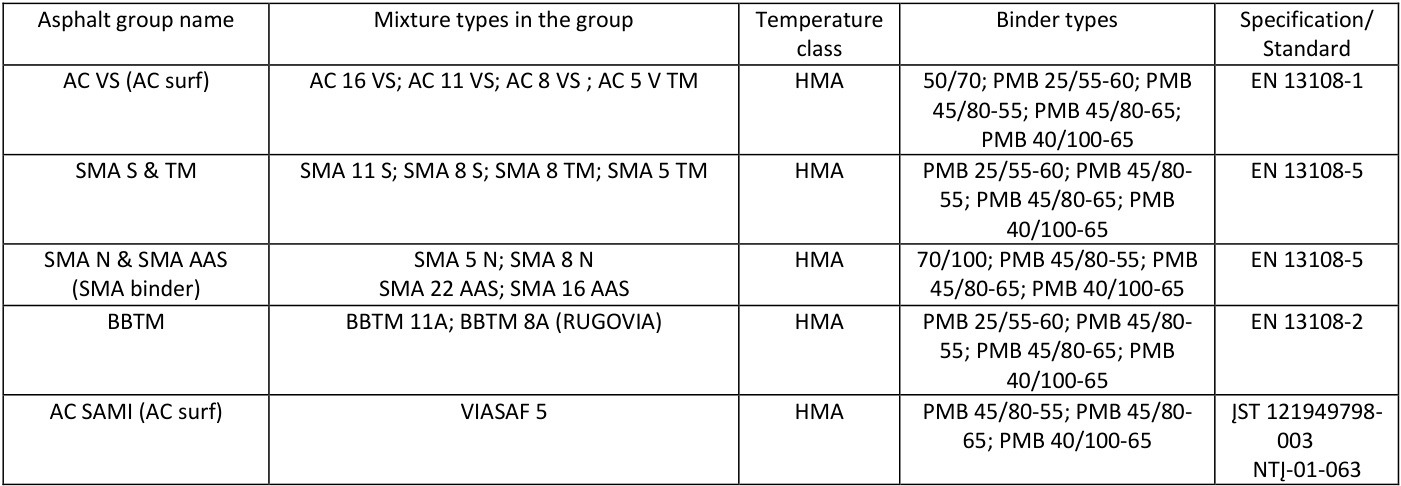 Asphalt group name
Mixture types in the group
Temperature
class
Binder types
Specification/
Standard
AC VS (AC surf)
AC 16 VS; AC 11 VS; AC 8 VS ; AC 5 V TM
HMA
50/70; PMB 25/55-60; PMB
45/80-55; PMB 45/80-65;
PMB 40/100-65
EN 13108-1
SMA S & TM
SMA 11 S; SMA 8 S; SMA 8 TM; SMA 5 TM
HMA
PMB 25/55-60; PMB 45/80-
55; PMB 45/80-65; PMB
40/100-65
EN 13108-5
SMA N & SMA AAS
(SMA binder)
SMA 5 N; SMA 8 N
SMA 22 AAS; SMA 16 AAS
HMA
70/100; PMB 45/80-55; PMB
45/80-65; PMB 40/100-65
EN 13108-5
BBTM
BBTM 11A; BBTM 8A (RUGOVIA)
HMA
PMB 25/55-60; PMB 45/80-
55; PMB 45/80-65; PMB
40/100-65
EN 13108-2
AC SAMI (AC surf)
VIASAF 5
HMA
PMB 45/80-55; PMB 45/80-
65; PMB 40/100-65
ĮST 121949798-
003
NTĮ-01-063